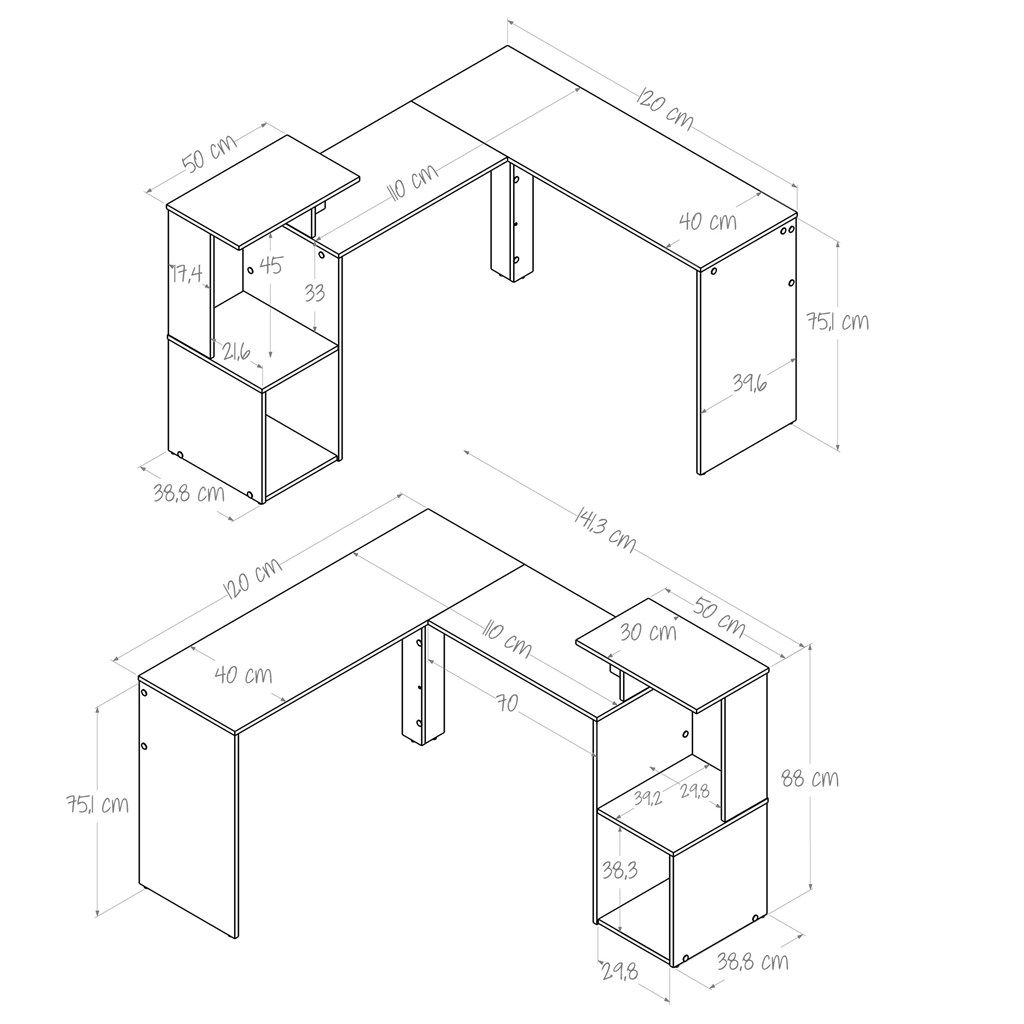 120 cm
50 cm
110 cm
40 cm
17,4
45
33
75,1 cm
21,6
39,6
38,8 cm
141,3 cm
120 cm
50 cm
30 cm
110 cm
40 cm
70
88 cm
39,2
29,8
75,1 cm
38,3
38,8 cm
29,8